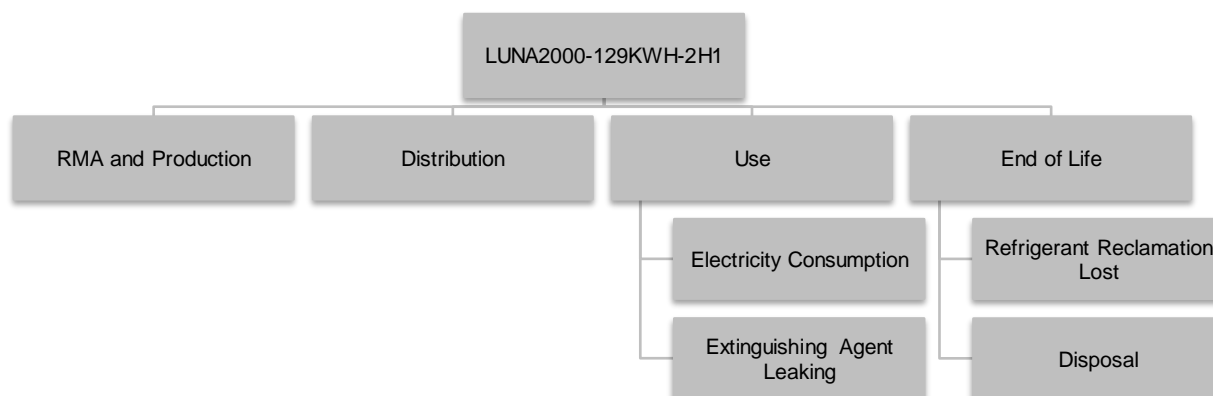 LUNA2000-129KWH-2H1
RMA and Production
Distribution
Use
End of Life
Electricity Consumption
Refrigerant Reclamation
Lost
Extinguishing Agent
Leaking
Disposal